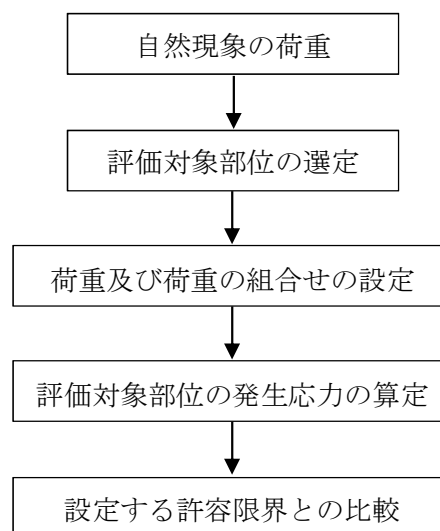 自然現象の荷重
評価対象部位の選定
荷重及び荷重の組合せの設定
評価対象部位の発生応力の算定
設定する許容限界との比較